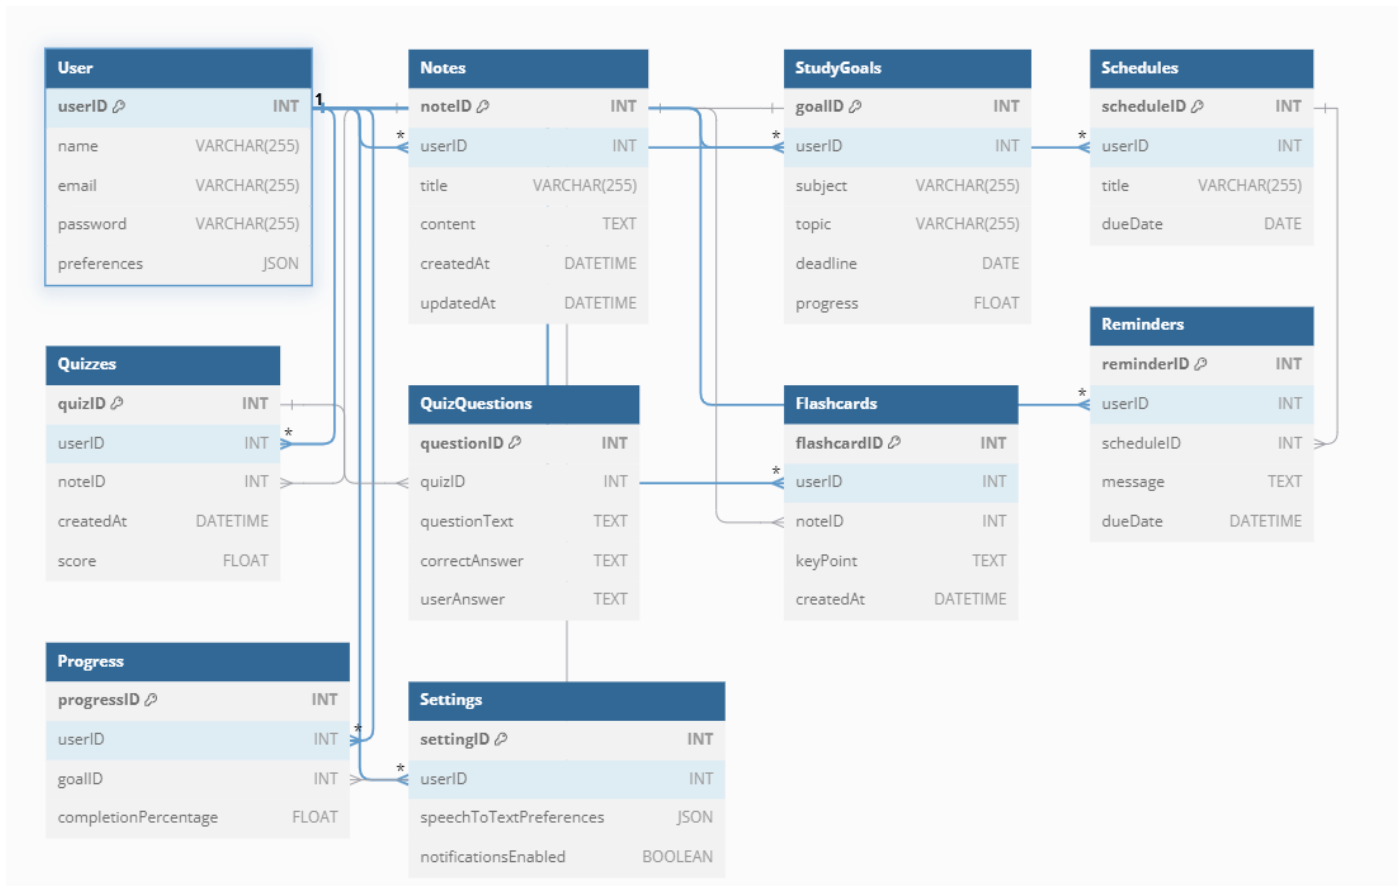 User
userID INT
name VARCHAR(255)
email VARCHAR(255)
password VARCHAR(255)
preferences JSON
1
Notes
noteID INT
* userID INT
title VARCHAR(255)
content TEXT
createdAt DATETIME
updatedAt DATETIME
StudyGoals
goalID INT
* userID INT
subject VARCHAR(255)
topic VARCHAR(255)
deadline DATE
progress FLOAT
Schedules
scheduleID INT
* userID INT
title VARCHAR(255)
dueDate DATE
Quizzes
quizID INT
userID INT *
noteID INT
createdAt DATETIME
score FLOAT
QuizQuestions
questionID INT
quizID INT
questionText TEXT
correctAnswer TEXT
userAnswer TEXT
Flashcards
flashcardID INT
* userID INT
noteID INT
keyPoint TEXT
createdAt DATETIME
Reminders
reminderID INT
* userID INT
scheduleID INT
message TEXT
dueDate DATETIME
Progress
progressID INT
userID INT *
goalID INT
completionPercentage FLOAT
Settings
settingID INT
* userID INT
speechToTextPreferences JSON
notificationsEnabled BOOLEAN